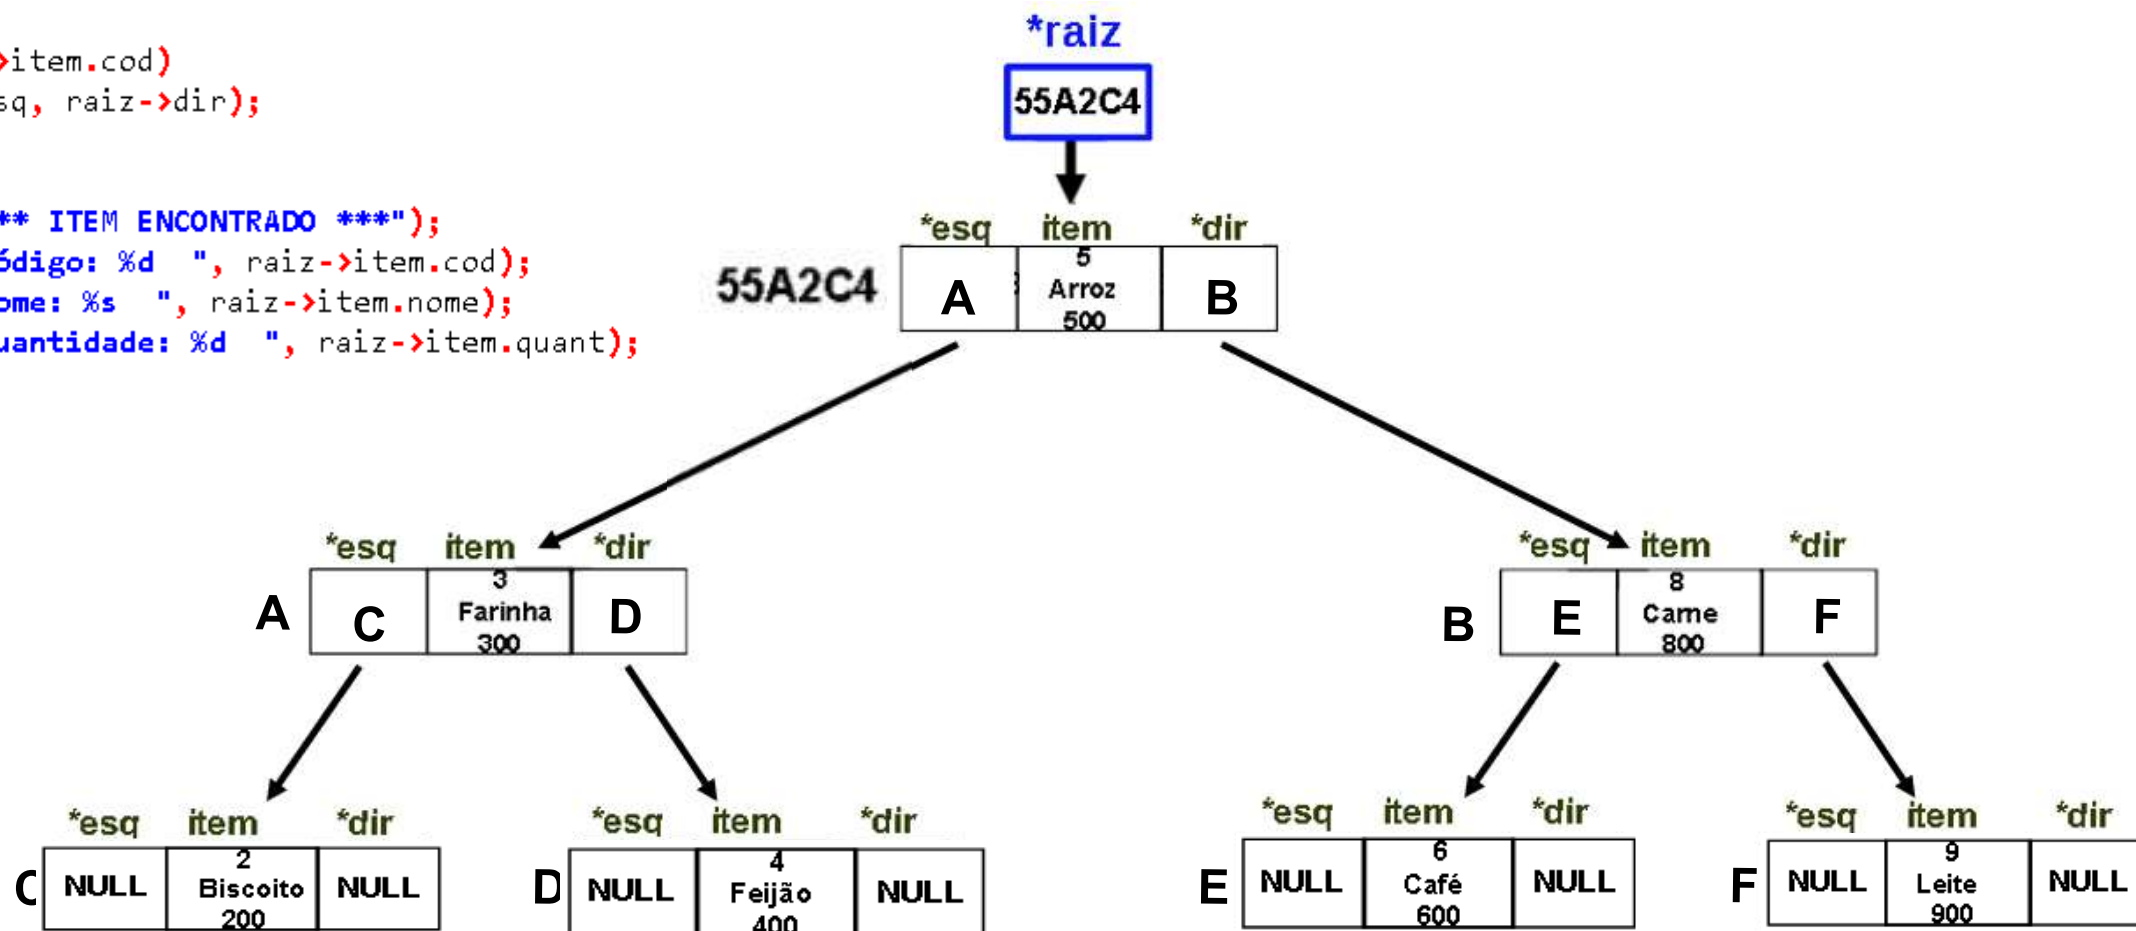 >item.cod)
sq, raiz->dir);
** ITEM ENCONTRADO ***");
ódigo: %d  ", raiz->item.cod);
ome: %s  ", raiz->item.nome);
uantidade: %d  ", raiz->item.quant);
*raiz
55A2C4
*esq item *dir
55A2C4
A
5
Arroz
500
B
*esq item *dir
A
C
3
Farinha
300
D
*esq item *dir
B
E
8
Carne
800
F
*esq item *dir
C
NULL
2
Biscoito
200
NULL
*esq item *dir
D
NULL
4
Feijão
400
NULL
*esq item *dir
E
NULL
6
Café
600
NULL
*esq item *dir
F
NULL
9
Leite
900
NULL